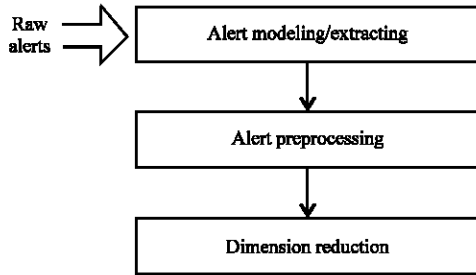 Raw
alerts
Alert modeling/extracting
Alert preprocessing
Dimension reduction